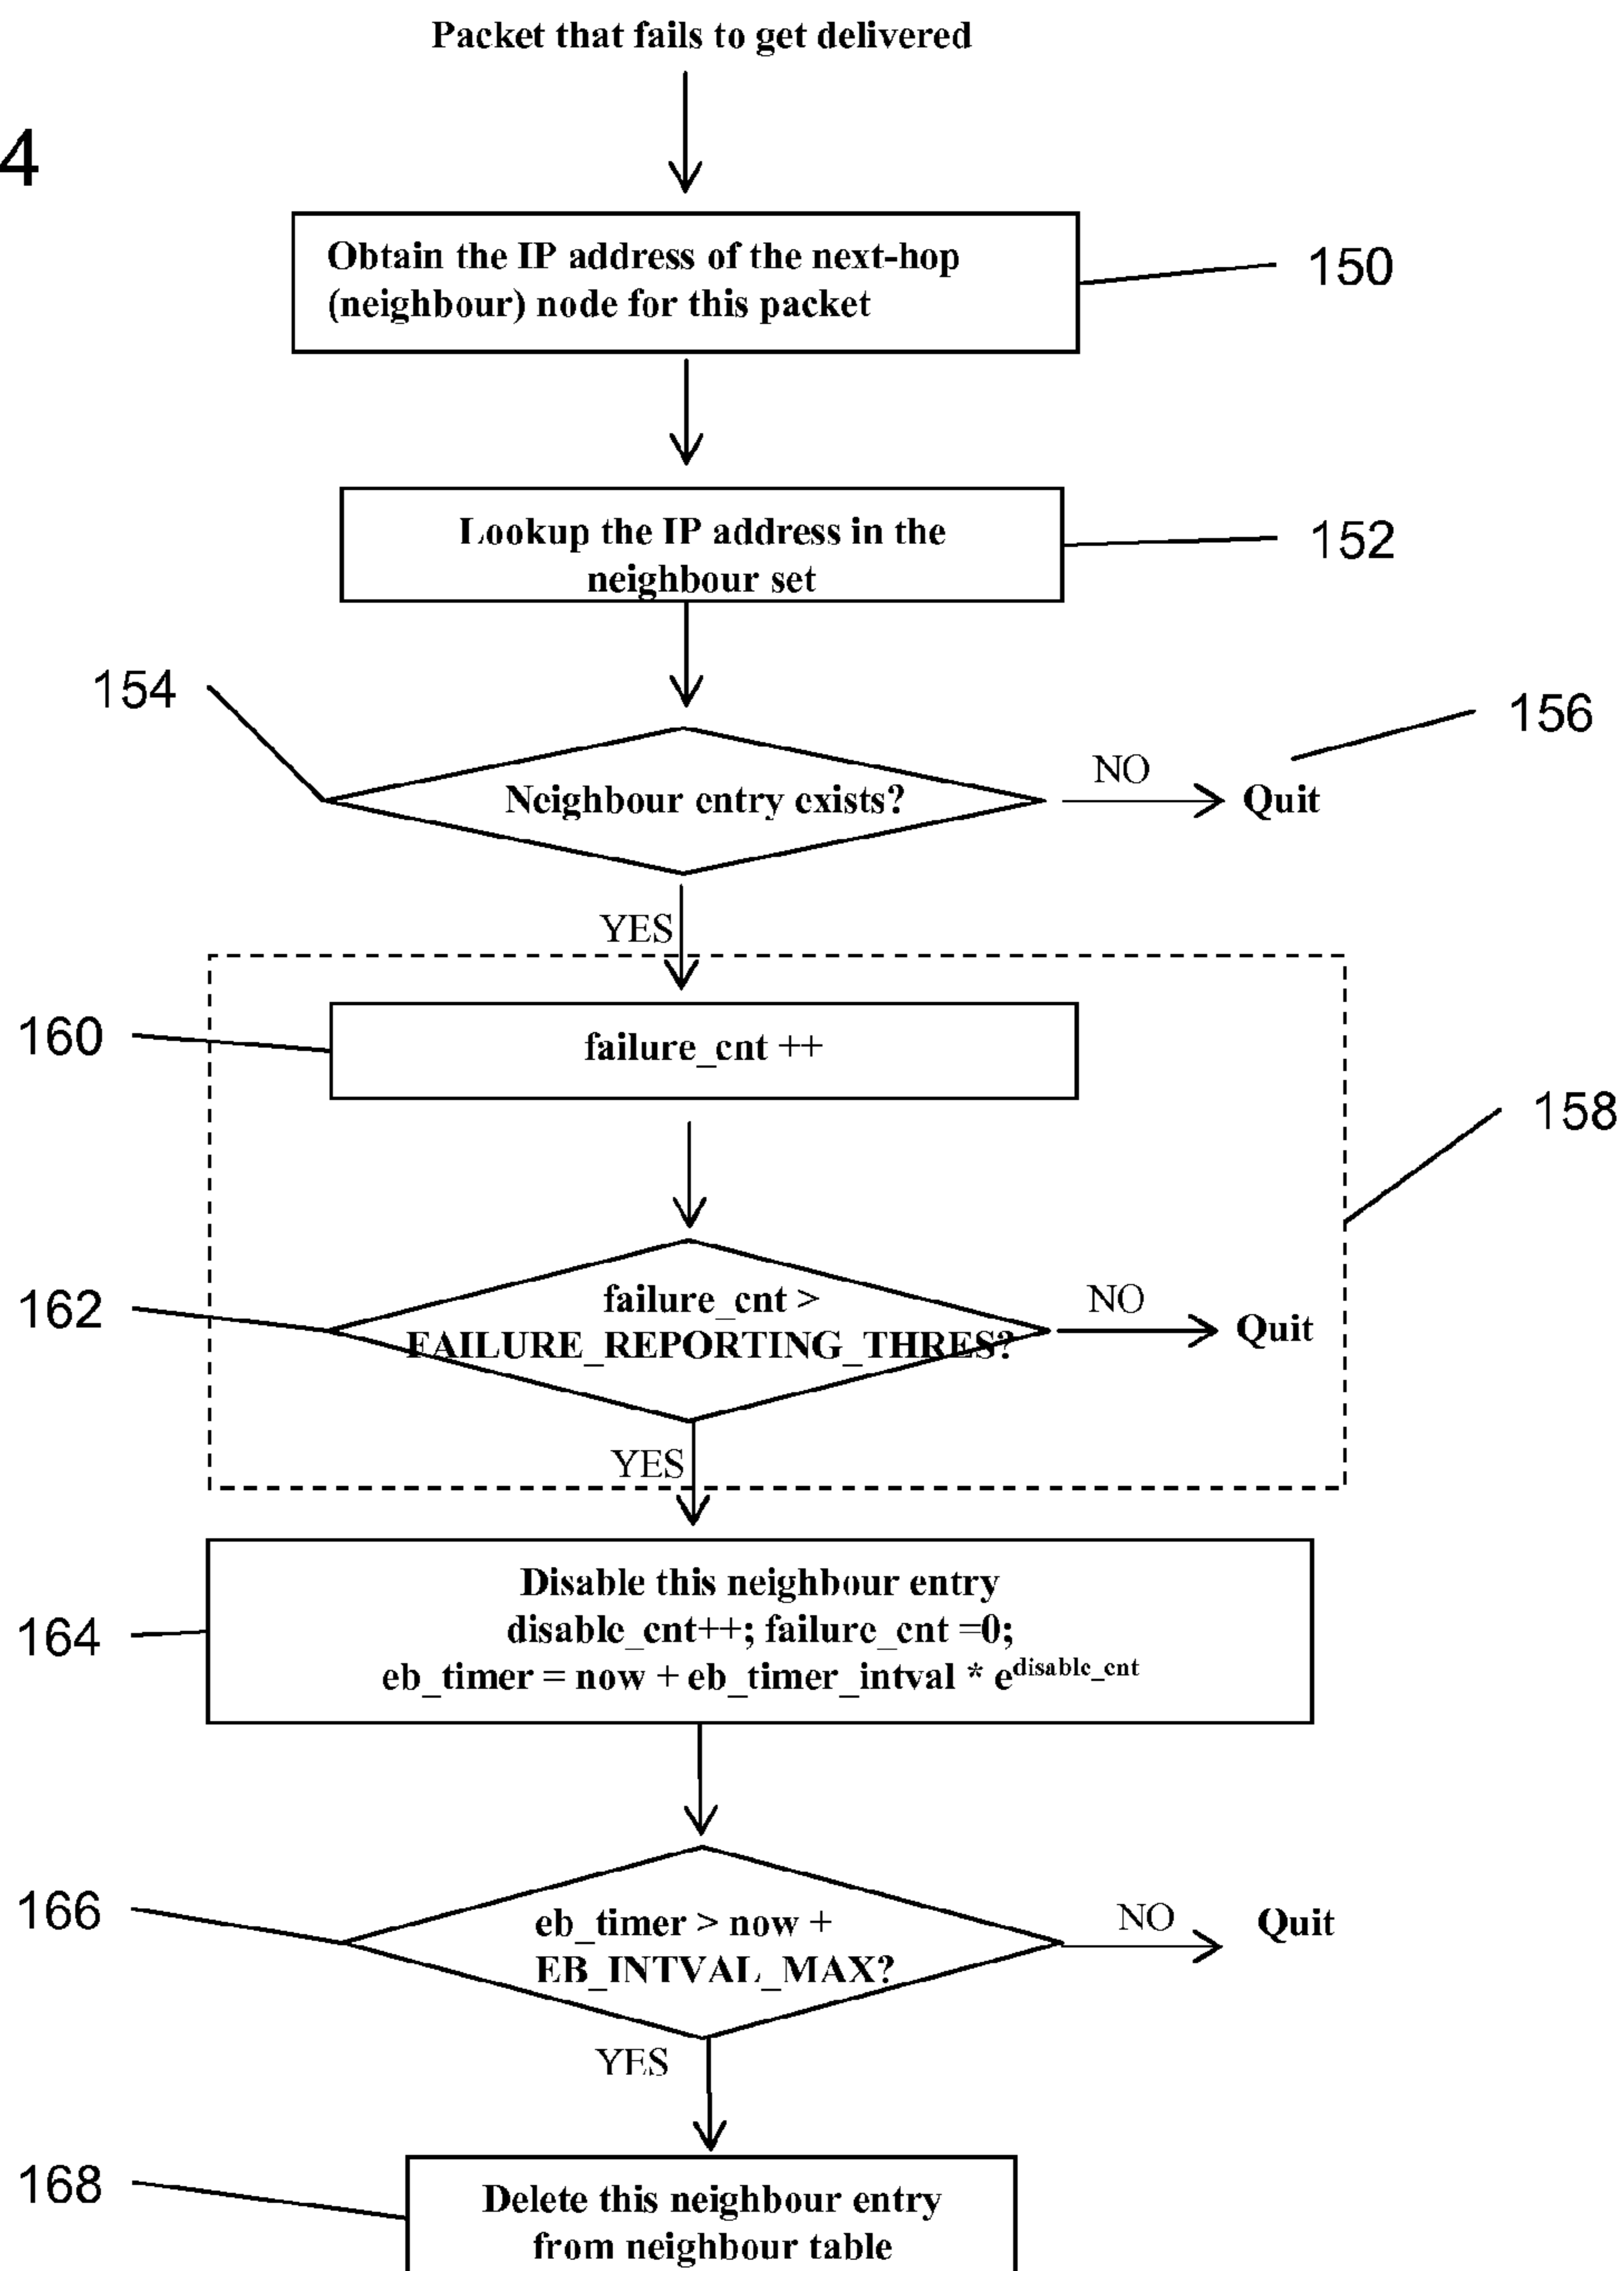 Packet that fails to get delivered
4
Obtain the IP address of the next-hop
(neighbour) node for this packet
150
Lookup the IP address in the
neighbour set
152
154
156
Neighbour entry exists?
NO
Quit
YES
160
failure_cnt ++
158
162
failure_cnt >
FAILURE_REPORTING_THRES?
NO
Quit
YES
Disable this neighbour entry
disable_cnt++; failure_cnt =0;
eb_timer = now + eb_timer_intval * e^disable_cnt
164
166
eb_timer > now +
EB_INTVAL_MAX?
NO
Quit
YES
168
Delete this neighbour entry
from neighbour table